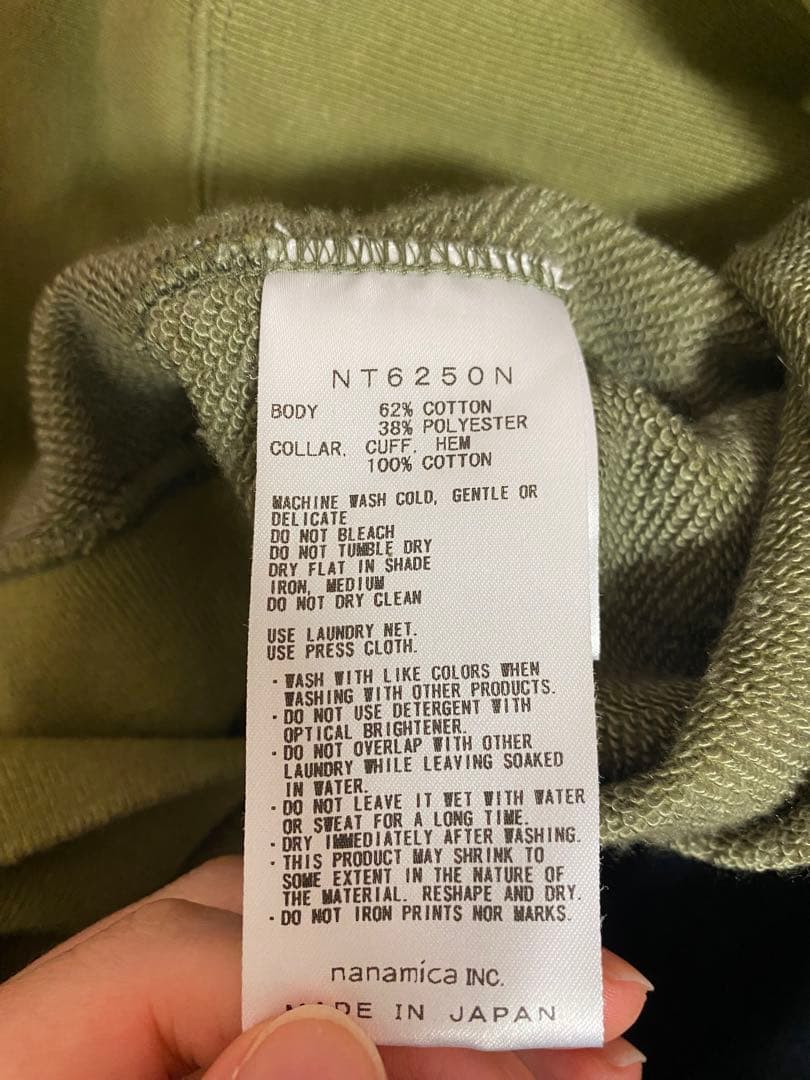 NT6250N
BODY 62% COTTON
38% POLYESTER
COLLAR. CUFF. HEM
100% COTTON
MACHINE WASH COLD, GENTLE OR
DELICATE
DO NOT BLEACH
DO NOT TUMBLE DRY
DRY FLAT IN SHADE
IRON, MEDIUM
DO NOT DRY CLEAN
USE LAUNDRY NET.
USE PRESS CLOTH.
・WASH WITH LIKE COLORS WHEN
WASHING WITH OTHER PRODUCTS.
・DO NOT USE DETERGENT WITH
OPTICAL BRIGHTENER.
・DO NOT OVERLAP WITH OTHER
LAUNDRY WHILE LEAVING SOAKED
IN WATER.
・DO NOT LEAVE IT WET WITH WATER
OR SWEAT FOR A LONG TIME.
・DRY IMMEDIATELY AFTER WASHING.
・THIS PRODUCT MAY SHRINK TO
SOME EXTENT IN THE NATURE OF
THE MATERIAL. RESHAPE AND DRY.
・DO NOT IRON PRINTS NOR MARKS.
nanamica INC.
MADE IN JAPAN